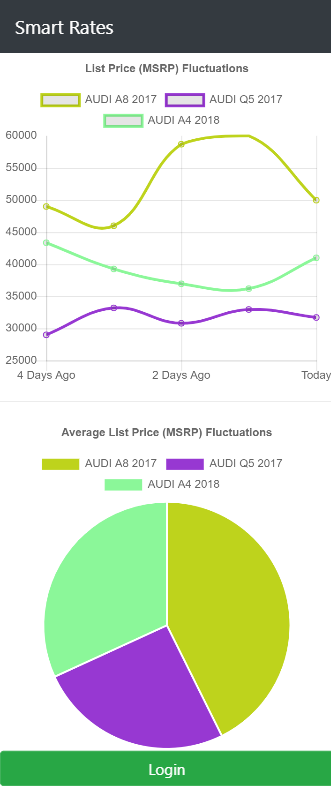 Smart Rates
List Price (MSRP) Fluctuations
AUDI A8 2017 AUDI Q5 2017
AUDI A4 2018
60000
55000
50000
45000
40000
35000
30000
25000
4 Days Ago 2 Days Ago Today
Average List Price (MSRP) Fluctuations
AUDI A8 2017 AUDI Q5 2017
AUDI A4 2018
Login